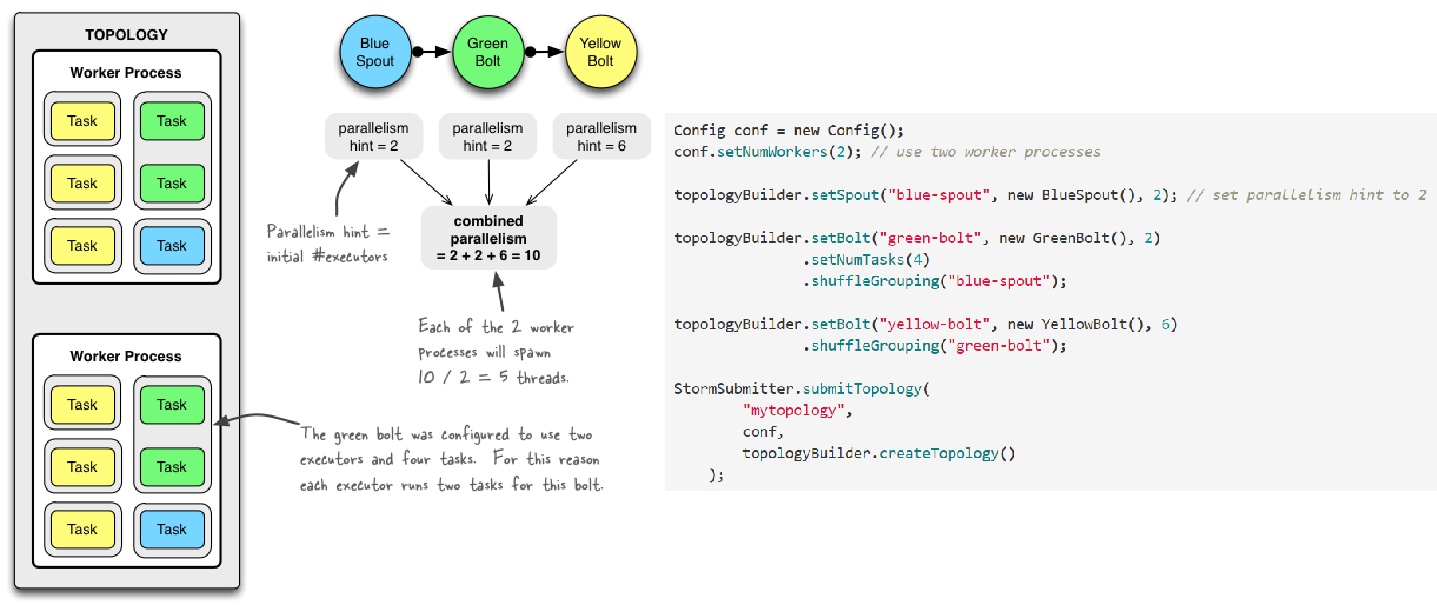 TOPOLOGY
Worker Process
Task
Task
Task
Task
Task
Task
Worker Process
Task
Task
Task
Task
Task
Task
Blue
Spout
Green
Bolt
Yellow
Bolt
parallelism
hint = 2
parallelism
hint = 2
parallelism
hint = 6
Parallelism hint =
initial #executors
combined
parallelism
= 2 + 2 + 6 = 10
Each of the 2 worker
processes will spawn
10 / 2 = 5 threads.
The green bolt was configured to use two
executors and four tasks. For this reason
each executor runs two tasks for this bolt.
Config conf = new Config();
conf.setNumWorkers(2); // use two worker processes
topologyBuilder.setSpout("blue-spout", new BlueSpout(), 2); // set parallelism hint to 2
topologyBuilder.setBolt("green-bolt", new GreenBolt(), 2)
.setNumTasks(4)
.shuffleGrouping("blue-spout");
topologyBuilder.setBolt("yellow-bolt", new YellowBolt(), 6)
.shuffleGrouping("green-bolt");
StormSubmitter.submitTopology(
"mytopology",
conf,
topologyBuilder.createTopology()
);